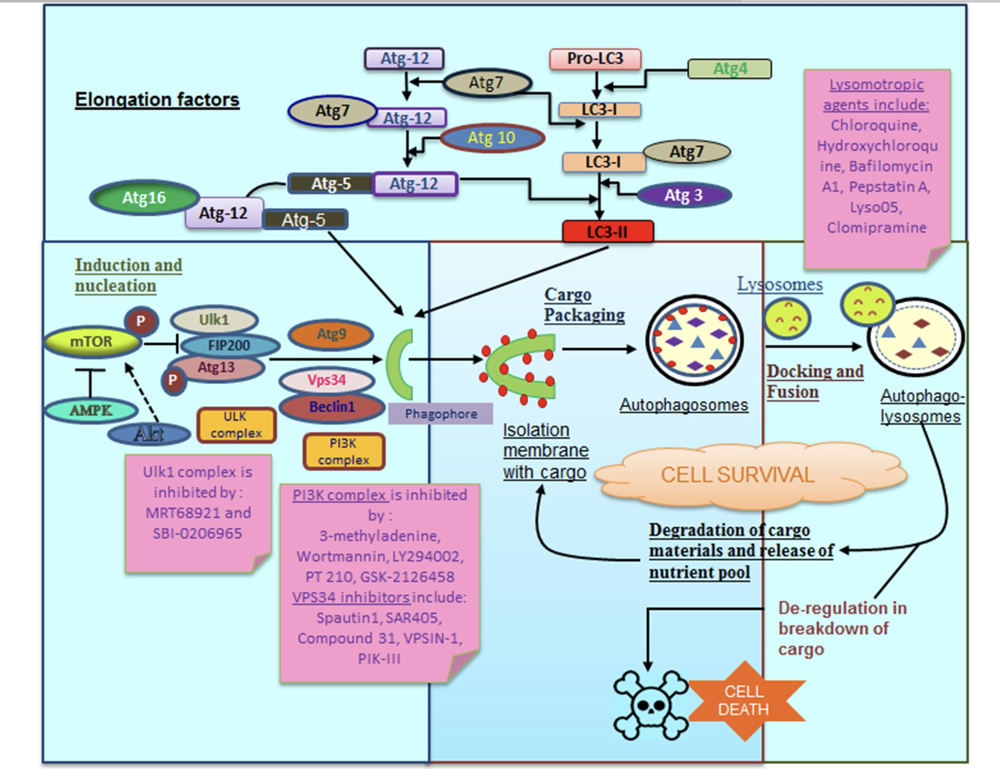 Atg-12
Pro-LC3
Atg4
Atg7
Elongation factors
Atg7
Atg-12
LC3-I
Atg 10
LC3-I
Atg7
Atg-5
Atg-12
Atg 3
Atg16
Atg-12
Atg-5
LC3-II
Lysomotropic
agents include:
Chloroquine,
Hydroxychloroqu
ine, Bafilomycin
A1, Pepstatin A,
Lyso05,
Clomipramine
Induction and
nucleation
P
mTOR
Ulk1
FIP200
Atg13
P
AMPK
Akt
ULK
complex
Atg9
Vps34
Beclin1
PI3K
complex
Phagophore
Ulk1 complex is
inhibited by :
MRT68921 and
SBI-0206965
PI3K complex is inhibited
by :
3-methyladenine,
Wortmannin, LY294002,
PT 210, GSK-2126458
VPS34 inhibitors include:
Spautin1, SAR405,
Compound 31, VPSIN-1,
PIK-III
Cargo
Packaging
Isolation
membrane
with cargo
Autophagosomes
Lysosomes
Docking and
Fusion
Autophago-
lysosomes
CELL SURVIVAL
Degradation of cargo
materials and release of
nutrient pool
De-regulation in
breakdown of
cargo
CELL
DEATH